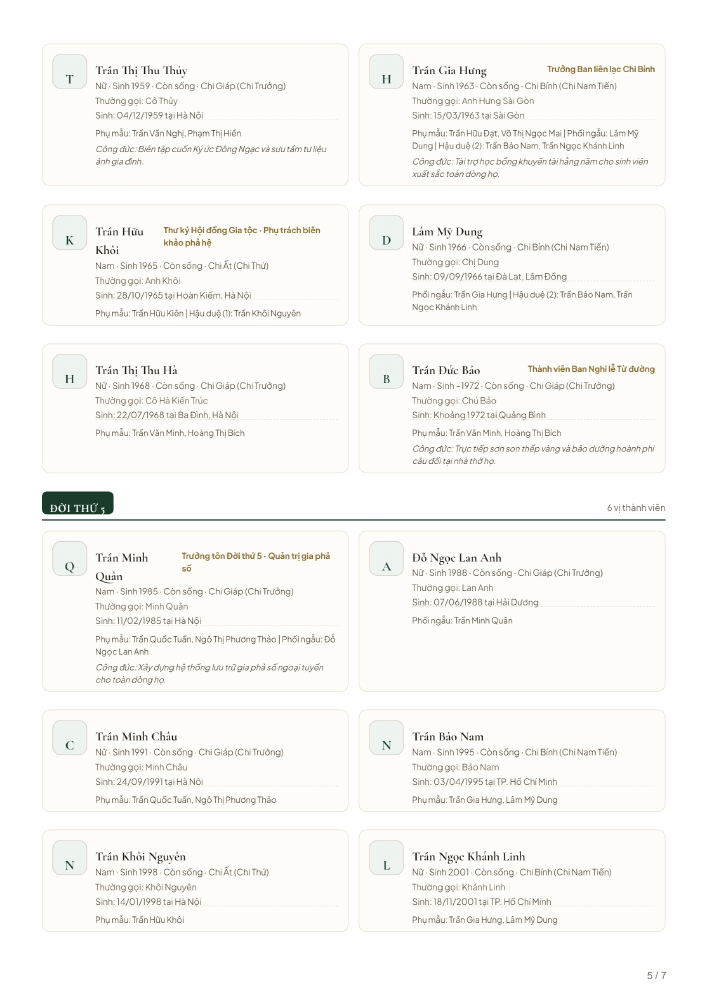 T
Trần Thị Thu Thủy
Nữ · Sinh 1959 · Còn sống · Chi Giáp (Chi Trưởng)
Thường gọi: Cô Thủy
Sinh: 04/12/1959 tại Hà Nội
Phụ mẫu: Trần Văn Nghị, Phạm Thị Hiền
Công đức: Biên tập cuốn Ký ức Đông Ngạc và sưu tầm tư liệu
ảnh gia đình.
H
Trần Gia Hưng
Trưởng Ban liên lạc Chi Bính
Nam · Sinh 1963 · Còn sống · Chi Bính (Chi Nam Tiến)
Thường gọi: Anh Hưng Sài Gòn
Sinh: 15/03/1963 tại Sài Gòn
Phụ mẫu: Trần Hữu Đạt, Võ Thị Ngọc Mai | Phối ngẫu: Lâm Mỹ
Dung | Hậu duệ (2): Trần Bảo Nam, Trần Ngọc Khánh Linh
Công đức: Tài trợ học bổng khuyến tài hằng năm cho sinh viên
xuất sắc toàn dòng họ.
K
Trần Hữu
Khôi
Thư ký Hội đồng Gia tộc · Phụ trách biên
khảo phả hệ
Nam · Sinh 1965 · Còn sống · Chi Ất (Chi Thứ)
Thường gọi: Anh Khôi
Sinh: 28/10/1965 tại Hoàn Kiếm, Hà Nội
Phụ mẫu: Trần Hữu Kiên | Hậu duệ (1): Trần Khôi Nguyên
D
Lâm Mỹ Dung
Nữ · Sinh 1966 · Còn sống · Chi Bính (Chi Nam Tiến)
Thường gọi: Chị Dung
Sinh: 09/09/1966 tại Đà Lạt, Lâm Đồng
Phối ngẫu: Trần Gia Hưng | Hậu duệ (2): Trần Bảo Nam, Trần
Ngọc Khánh Linh
H
Trần Thị Thu Hà
Nữ · Sinh 1968 · Còn sống · Chi Giáp (Chi Trưởng)
Thường gọi: Cô Hà Kiến Trúc
Sinh: 22/07/1968 tại Ba Đình, Hà Nội
Phụ mẫu: Trần Văn Minh, Hoàng Thị Bích
B
Trần Đức Bảo
Thành viên Ban Nghi lễ Từ đường
Nam · Sinh ~1972 · Còn sống · Chi Giáp (Chi Trưởng)
Thường gọi: Chú Bảo
Sinh: Khoảng 1972 tại Quảng Bình
Phụ mẫu: Trần Văn Minh, Hoàng Thị Bích
Công đức: Trực tiếp sơn son thếp vàng và bảo dưỡng hoành phi
câu đối tại nhà thờ họ.
ĐỜI THỨ 5
6 vị thành viên
Q
Trần Minh
Quân
Trưởng tôn Đời thứ 5 · Quản trị gia phả
số
Nam · Sinh 1985 · Còn sống · Chi Giáp (Chi Trưởng)
Thường gọi: Minh Quân
Sinh: 11/02/1985 tại Hà Nội
Phụ mẫu: Trần Quốc Tuấn, Ngô Thị Phương Thảo | Phối ngẫu: Đỗ
Ngọc Lan Anh
Công đức: Xây dựng hệ thống lưu trữ gia phả số ngoại tuyến
cho toàn dòng họ.
A
Đỗ Ngọc Lan Anh
Nữ · Sinh 1988 · Còn sống · Chi Giáp (Chi Trưởng)
Thường gọi: Lan Anh
Sinh: 07/06/1988 tại Hải Dương
Phối ngẫu: Trần Minh Quân
C
Trần Minh Châu
Nữ · Sinh 1991 · Còn sống · Chi Giáp (Chi Trưởng)
Thường gọi: Minh Châu
Sinh: 24/09/1991 tại Hà Nội
Phụ mẫu: Trần Quốc Tuấn, Ngô Thị Phương Thảo
N
Trần Bảo Nam
Nam · Sinh 1995 · Còn sống · Chi Bính (Chi Nam Tiến)
Thường gọi: Bảo Nam
Sinh: 03/04/1995 tại TP. Hồ Chí Minh
Phụ mẫu: Trần Gia Hưng, Lâm Mỹ Dung
N
Trần Khôi Nguyên
Nam · Sinh 1998 · Còn sống · Chi Ất (Chi Thứ)
Thường gọi: Khôi Nguyên
Sinh: 14/01/1998 tại Hà Nội
Phụ mẫu: Trần Hữu Khôi
L
Trần Ngọc Khánh Linh
Nữ · Sinh 2001 · Còn sống · Chi Bính (Chi Nam Tiến)
Thường gọi: Khánh Linh
Sinh: 18/11/2001 tại TP. Hồ Chí Minh
Phụ mẫu: Trần Gia Hưng, Lâm Mỹ Dung
5 / 7